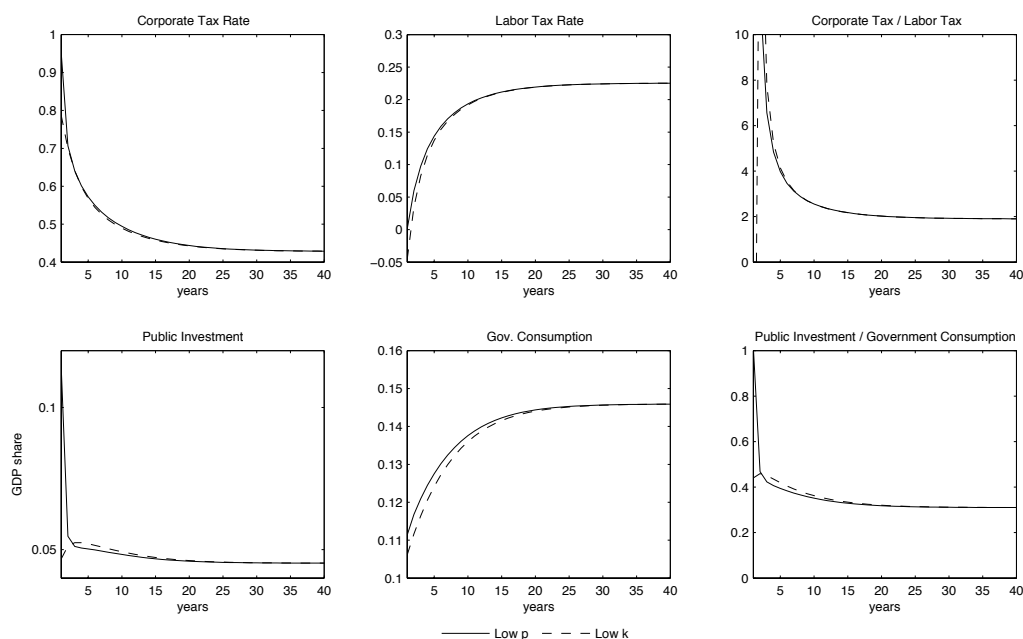 Corporate Tax Rate
1
0.9
0.8
0.7
0.6
0.5
0.4
5 10 15 20 25 30 35 40
years
Labor Tax Rate
0.3
0.25
0.2
0.15
0.1
0.05
0
−0.05
5 10 15 20 25 30 35 40
years
Corporate Tax / Labor Tax
10
8
6
4
2
0
5 10 15 20 25 30 35 40
years
Public Investment
GDP share
0.1
0.05
5 10 15 20 25 30 35 40
years
Gov. Consumption
0.16
0.15
0.14
0.13
0.12
0.11
0.1
5 10 15 20 25 30 35 40
years
Public Investment / Government Consumption
1
0.8
0.6
0.4
0.2
0
5 10 15 20 25 30 35 40
years
Low p Low k